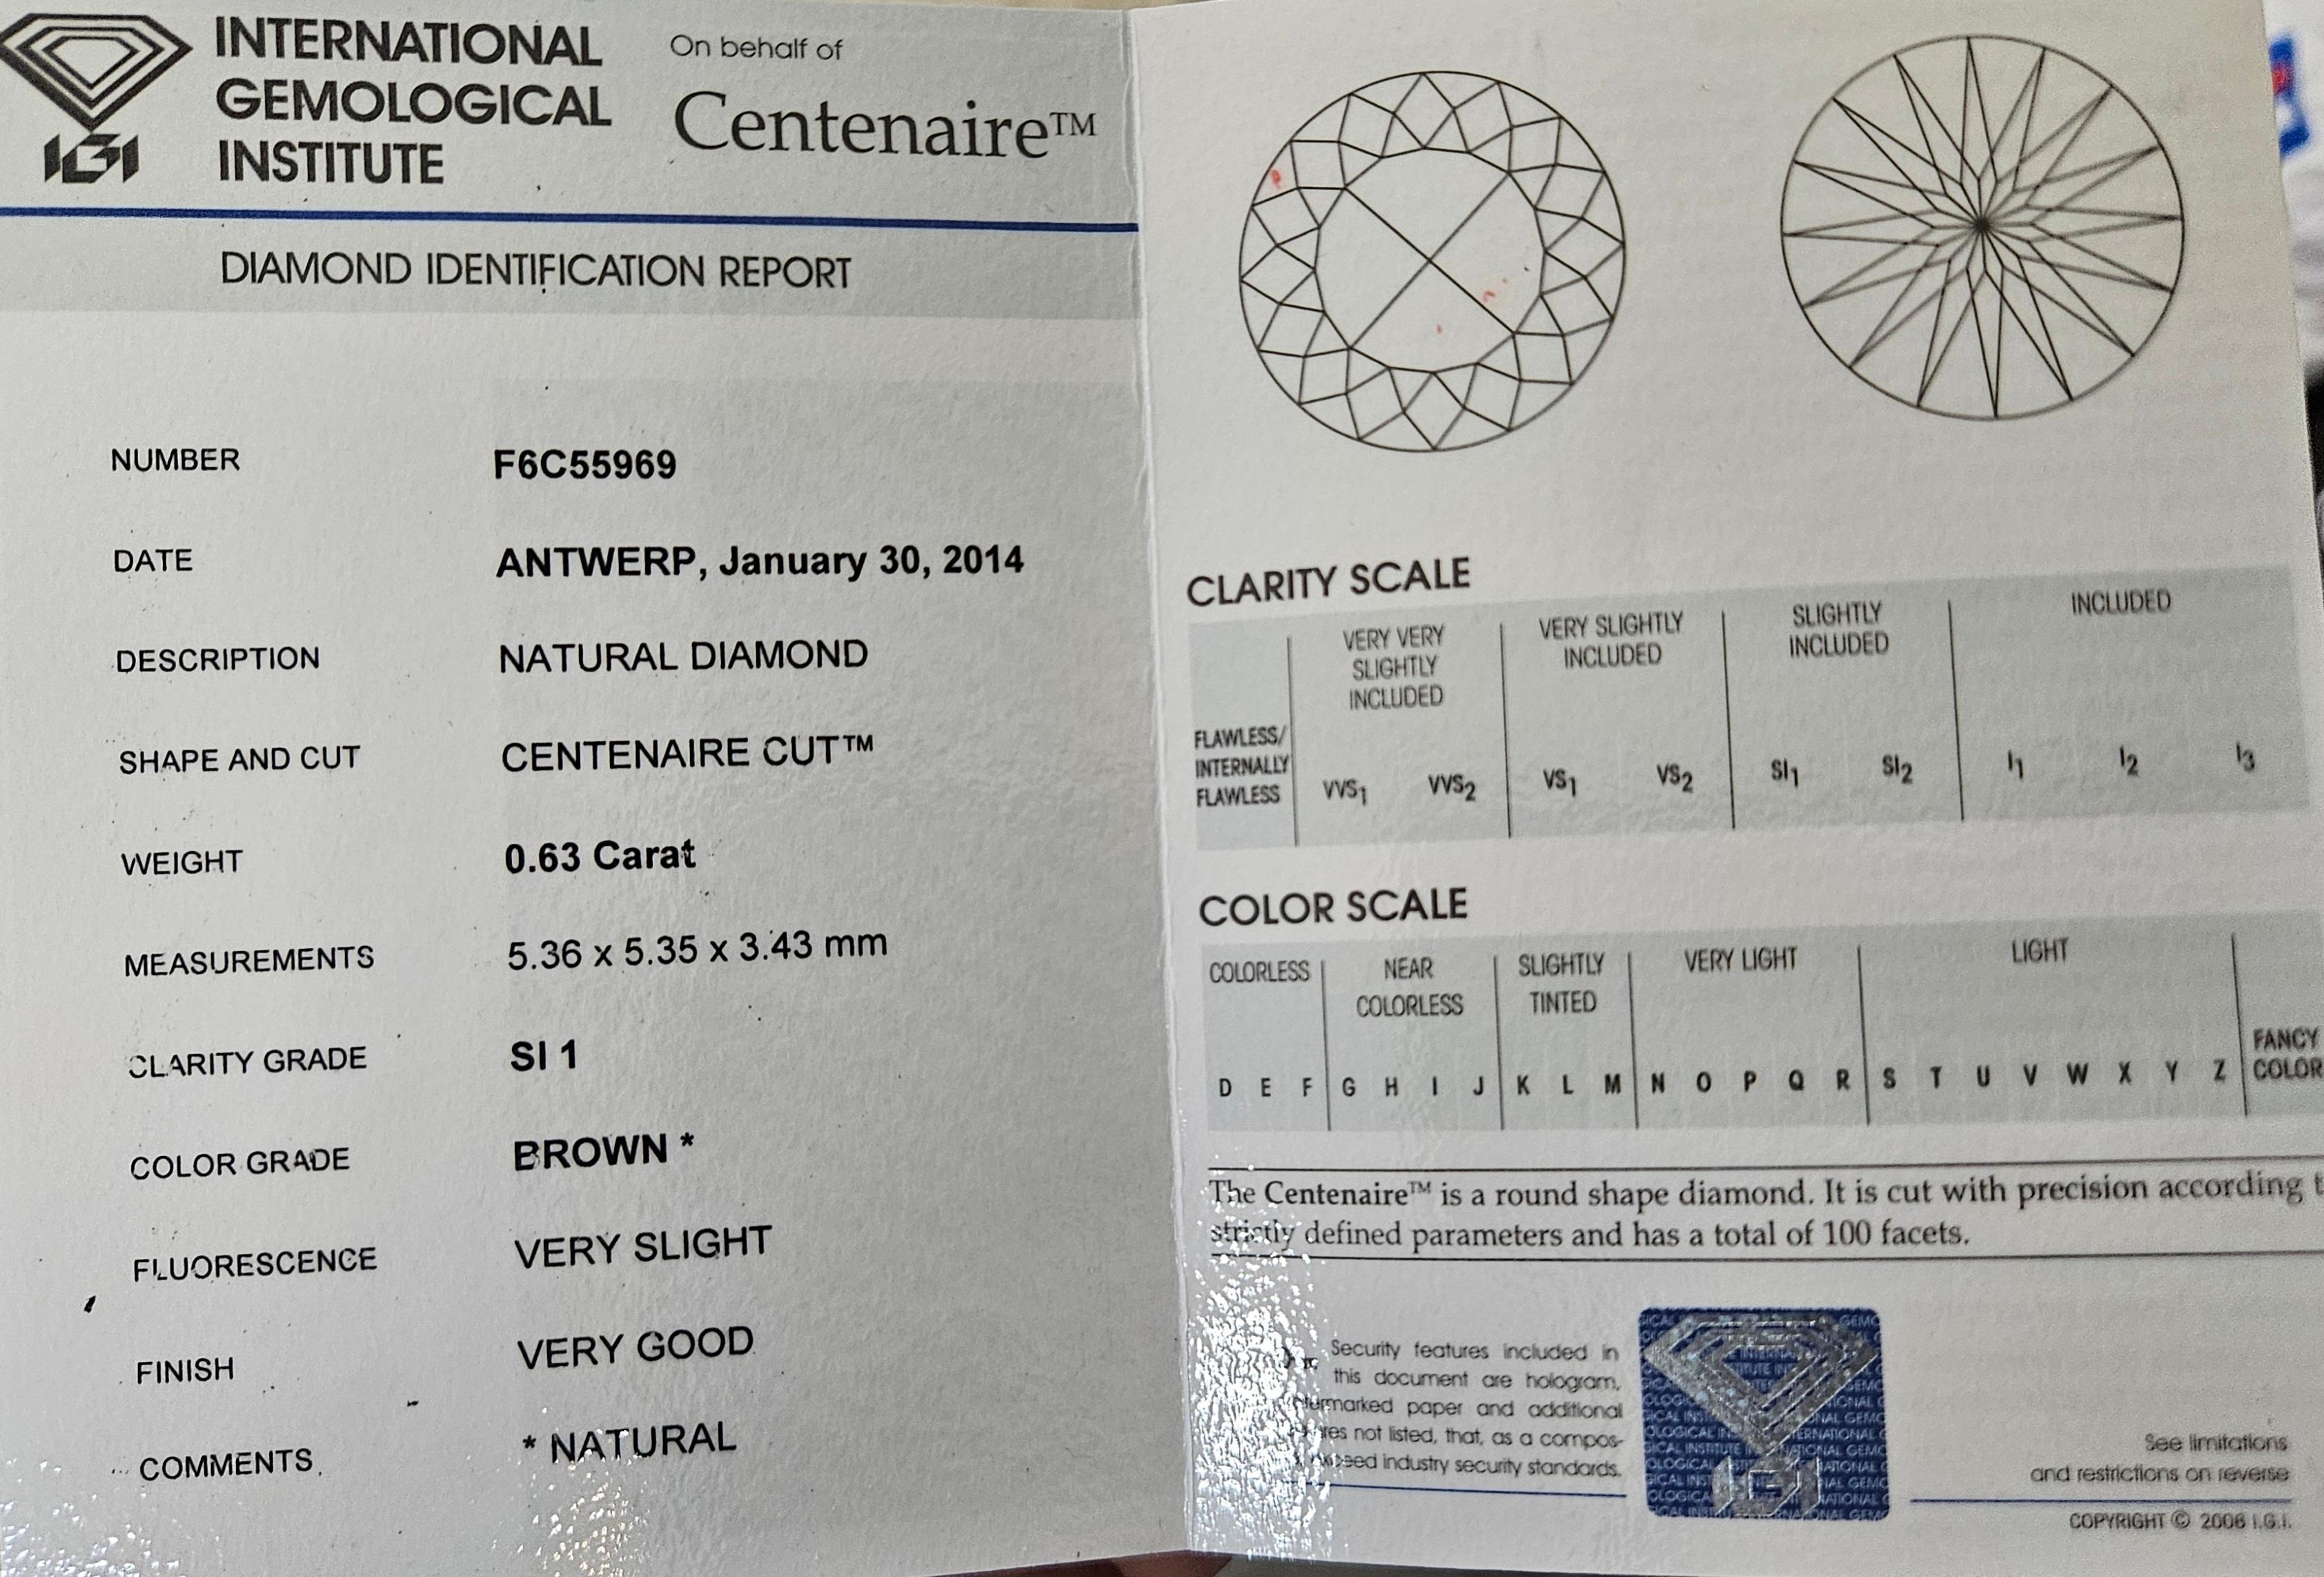 INTERNATIONAL
GEMOLOGICAL
INSTITUTE
IGI
On behalf of
Centenaire™
DIAMOND IDENTIFICATION REPORT
NUMBER F6C55969
DATE ANTWERP, January 30, 2014
DESCRIPTION NATURAL DIAMOND
SHAPE AND CUT CENTENAIRE CUT™
WEIGHT 0.63 Carat
MEASUREMENTS 5.36 x 5.35 x 3.43 mm
CLARITY GRADE SI 1
COLOR GRADE BROWN *
FLUORESCENCE VERY SLIGHT
FINISH VERY GOOD
COMMENTS * NATURAL
CLARITY SCALE
FLAWLESS/
INTERNALLY
FLAWLESS
VERY VERY
SLIGHTLY
INCLUDED
VVS1 VVS2
VERY SLIGHTLY
INCLUDED
VS1 VS2
SLIGHTLY
INCLUDED
SI1 SI2
INCLUDED
I1 I2 I3
COLOR SCALE
COLORLESS
D E F
NEAR
COLORLESS
G H I J
SLIGHTLY
TINTED
K L M
VERY LIGHT
N O P Q R
LIGHT
S T U V W X Y Z
FANCY
COLOR
The Centenaire™ is a round shape diamond. It is cut with precision according
strictly defined parameters and has a total of 100 facets.
Security features included in
this document are hologram,
paper and additional
not listed, that, as a compos-
industry security standards.
IGI
See limitations
and restrictions on reverse
COPYRIGHT © 2006 I.G.I.